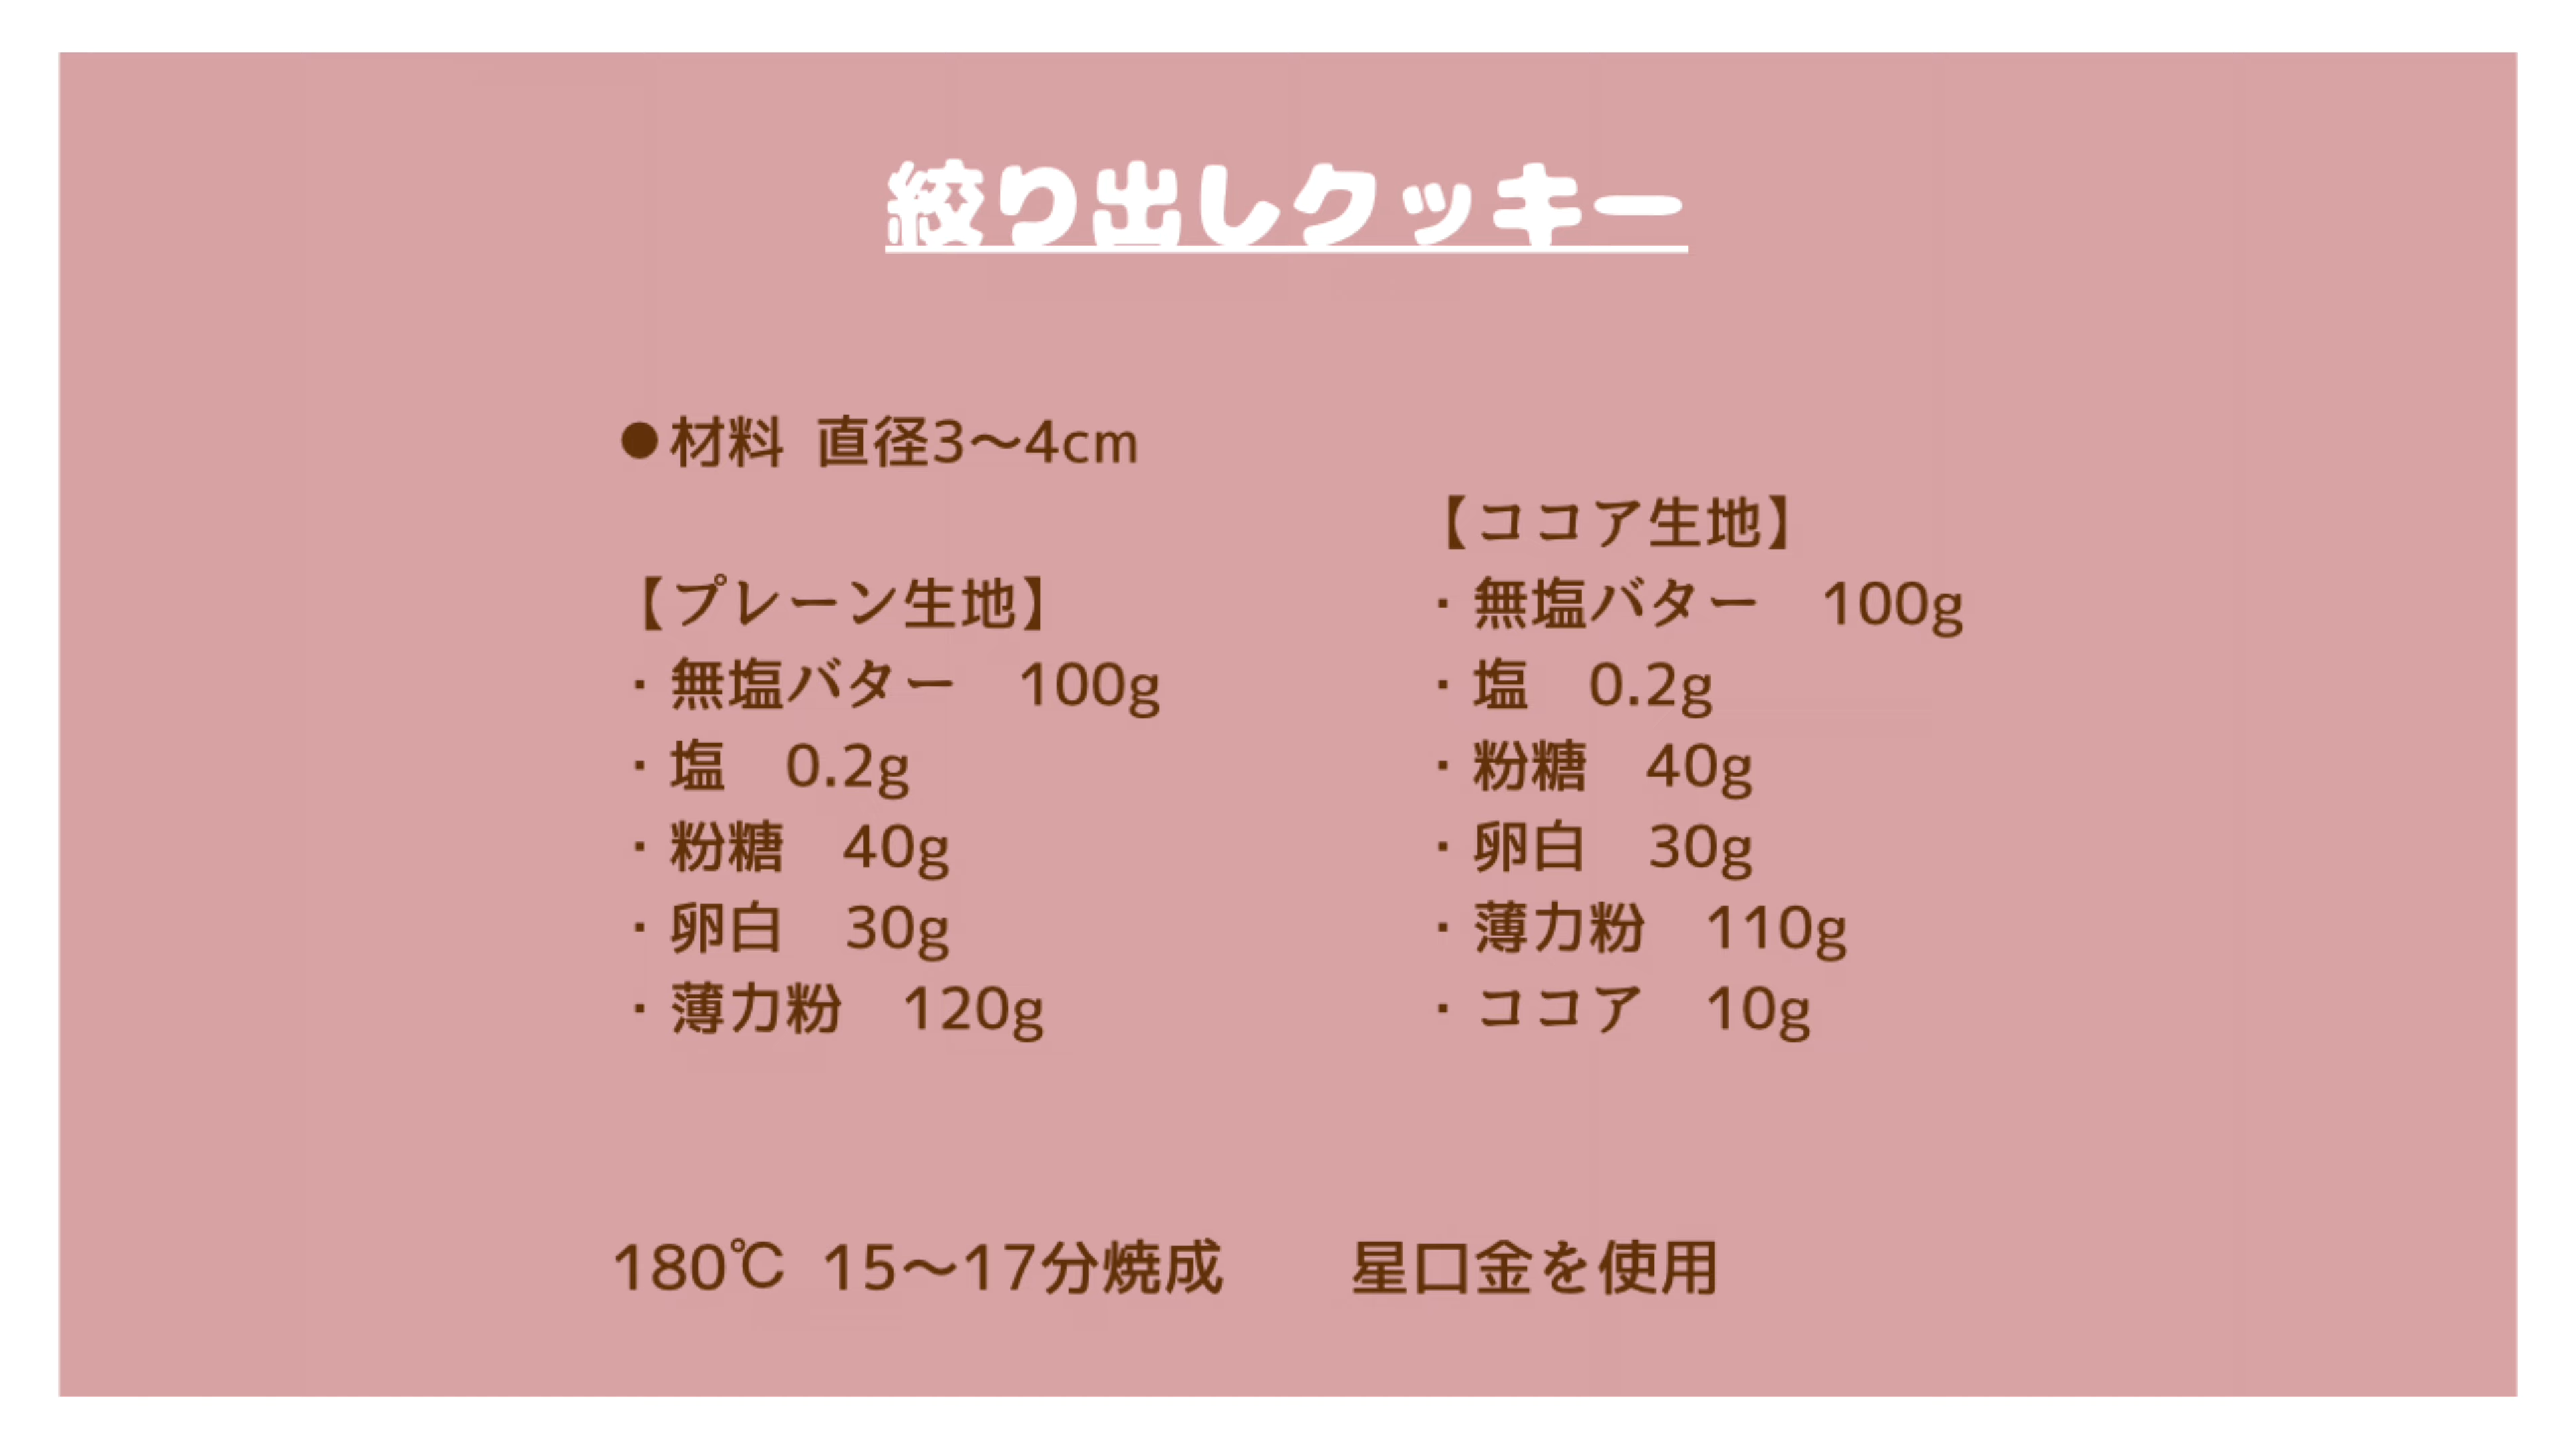 絞り出しクッキー
●材料 直径3〜4cm
【プレーン生地】
・無塩バター　100g
・塩　0.2g
・粉糖　40g
・卵白　30g
・薄力粉　120g
【ココア生地】
・無塩バター　100g
・塩　0.2g
・粉糖　40g
・卵白　30g
・薄力粉　110g
・ココア　10g
180℃ 15〜17分焼成　　星口金を使用